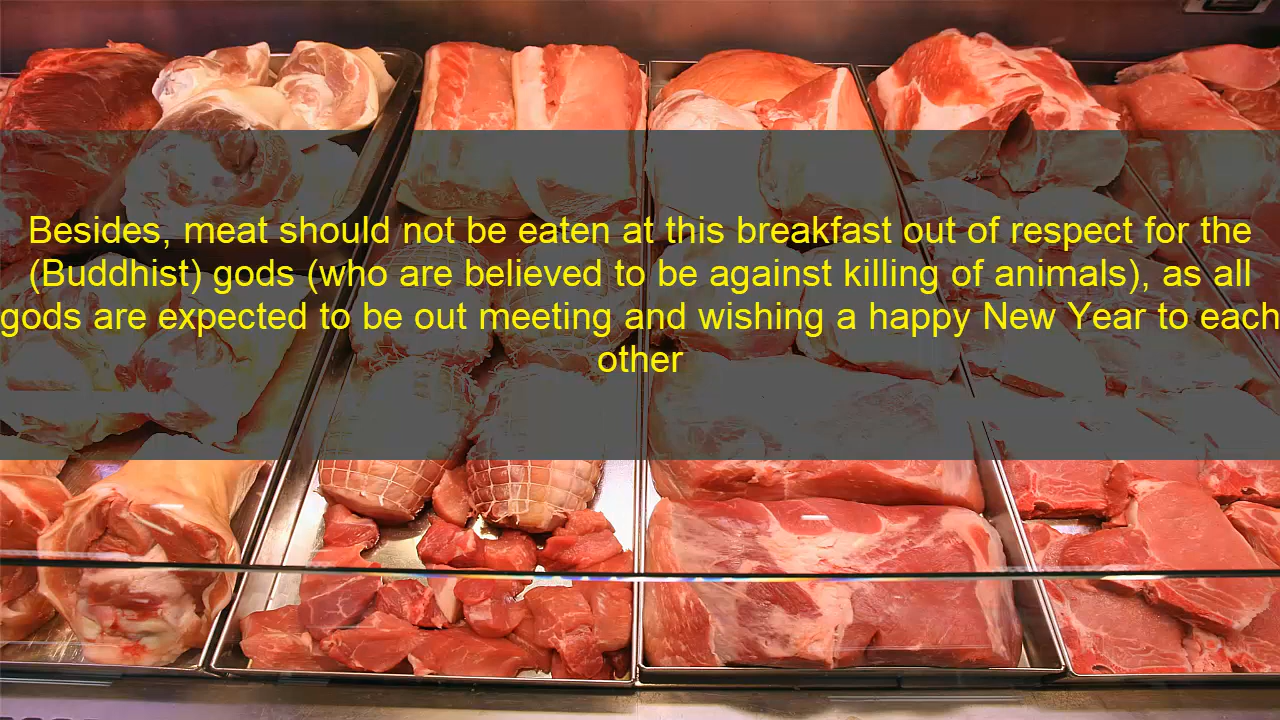 Besides, meat should not be eaten at this breakfast out of respect for the
(Buddhist) gods (who are believed to be against killing of animals), as all
gods are expected to be out meeting and wishing a happy New Year to each
other